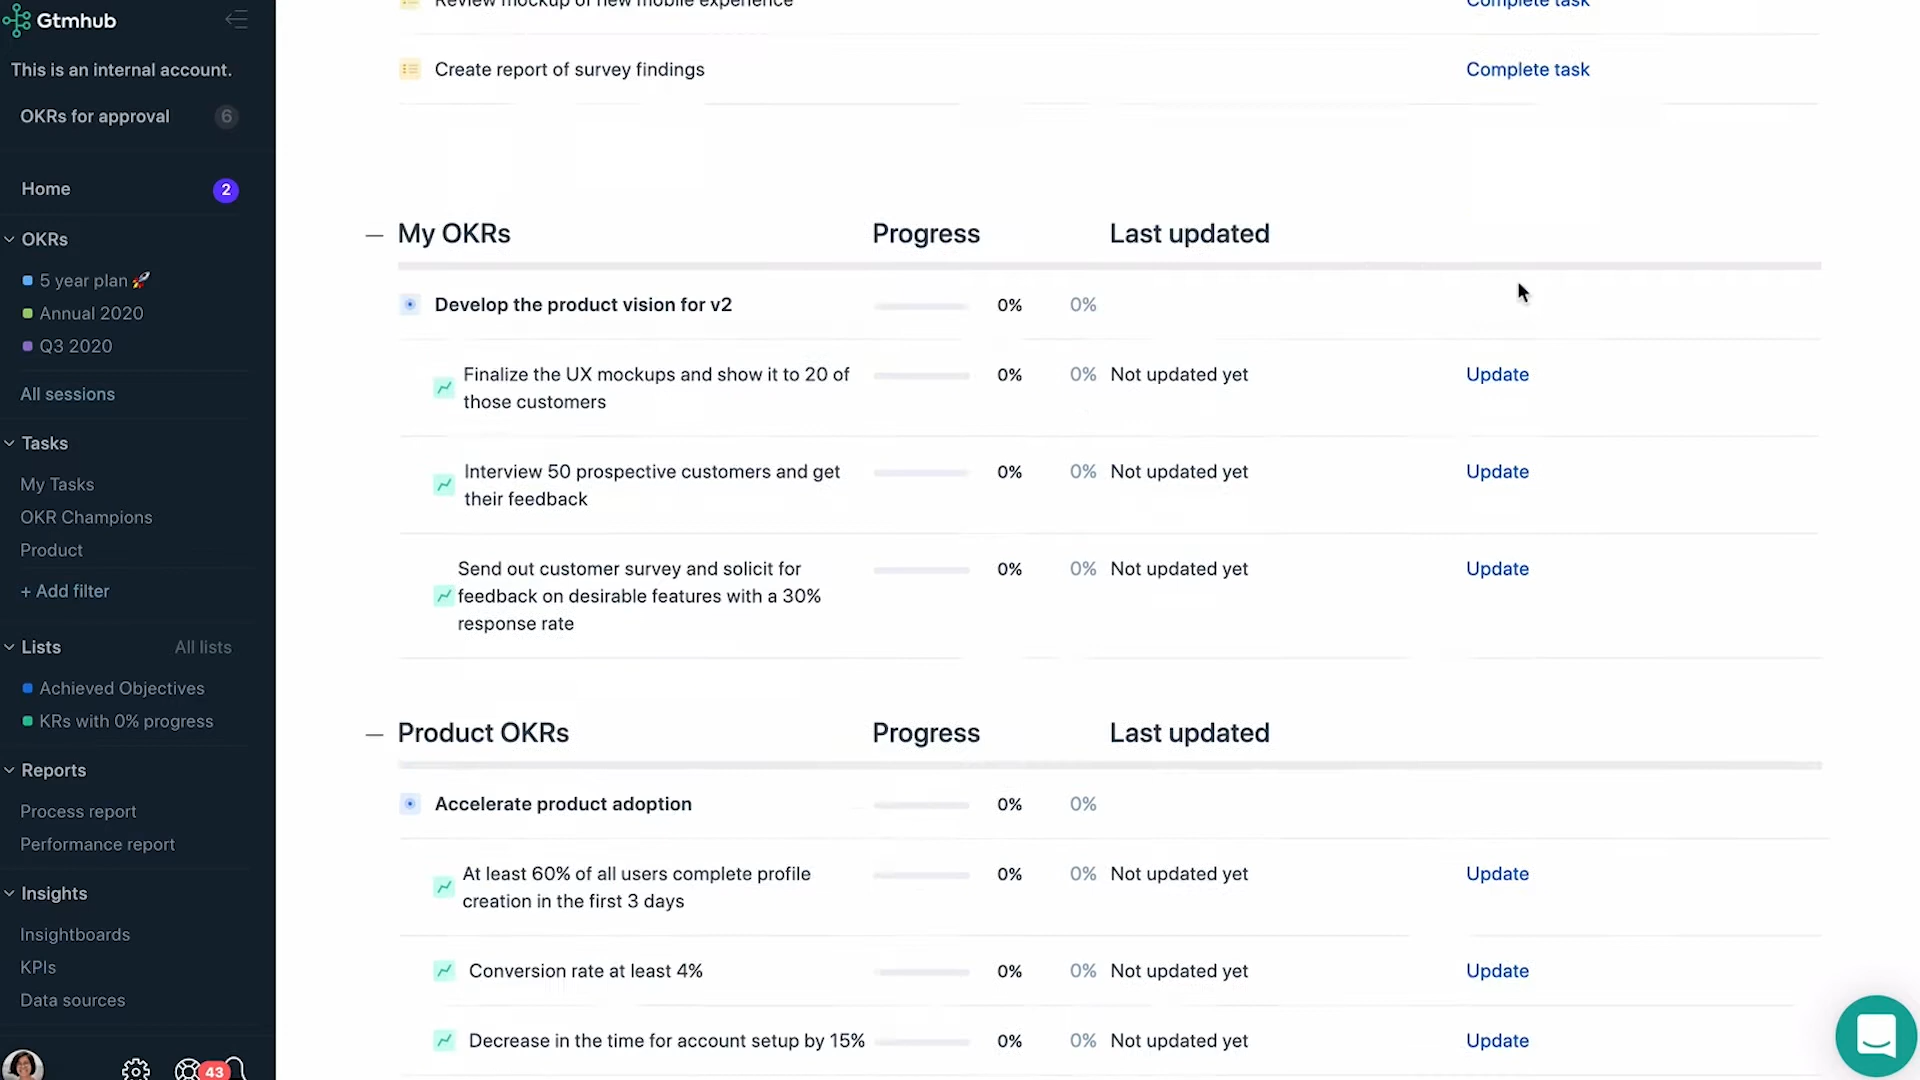 Gtmhub
This is an internal account.
OKRs for approval 6
Home 2
OKRs
5 year plan 🚀
Annual 2020
Q3 2020
All sessions
Tasks
My Tasks
OKR Champions
Product
+ Add filter
Lists All lists
Achieved Objectives
KRs with 0% progress
Reports
Process report
Performance report
Insights
Insightboards
KPIs
Data sources
43
Review mockup of new mobile experience Complete task
Create report of survey findings Complete task
My OKRs Progress Last updated
Develop the product vision for v2 0% 0%
Finalize the UX mockups and show it to 20 of 0% 0% Not updated yet Update
those customers
Interview 50 prospective customers and get 0% 0% Not updated yet Update
their feedback
Send out customer survey and solicit for 0% 0% Not updated yet Update
feedback on desirable features with a 30%
response rate
Product OKRs Progress Last updated
Accelerate product adoption 0% 0%
At least 60% of all users complete profile 0% 0% Not updated yet Update
creation in the first 3 days
Conversion rate at least 4% 0% 0% Not updated yet Update
Decrease in the time for account setup by 15% 0% 0% Not updated yet Update